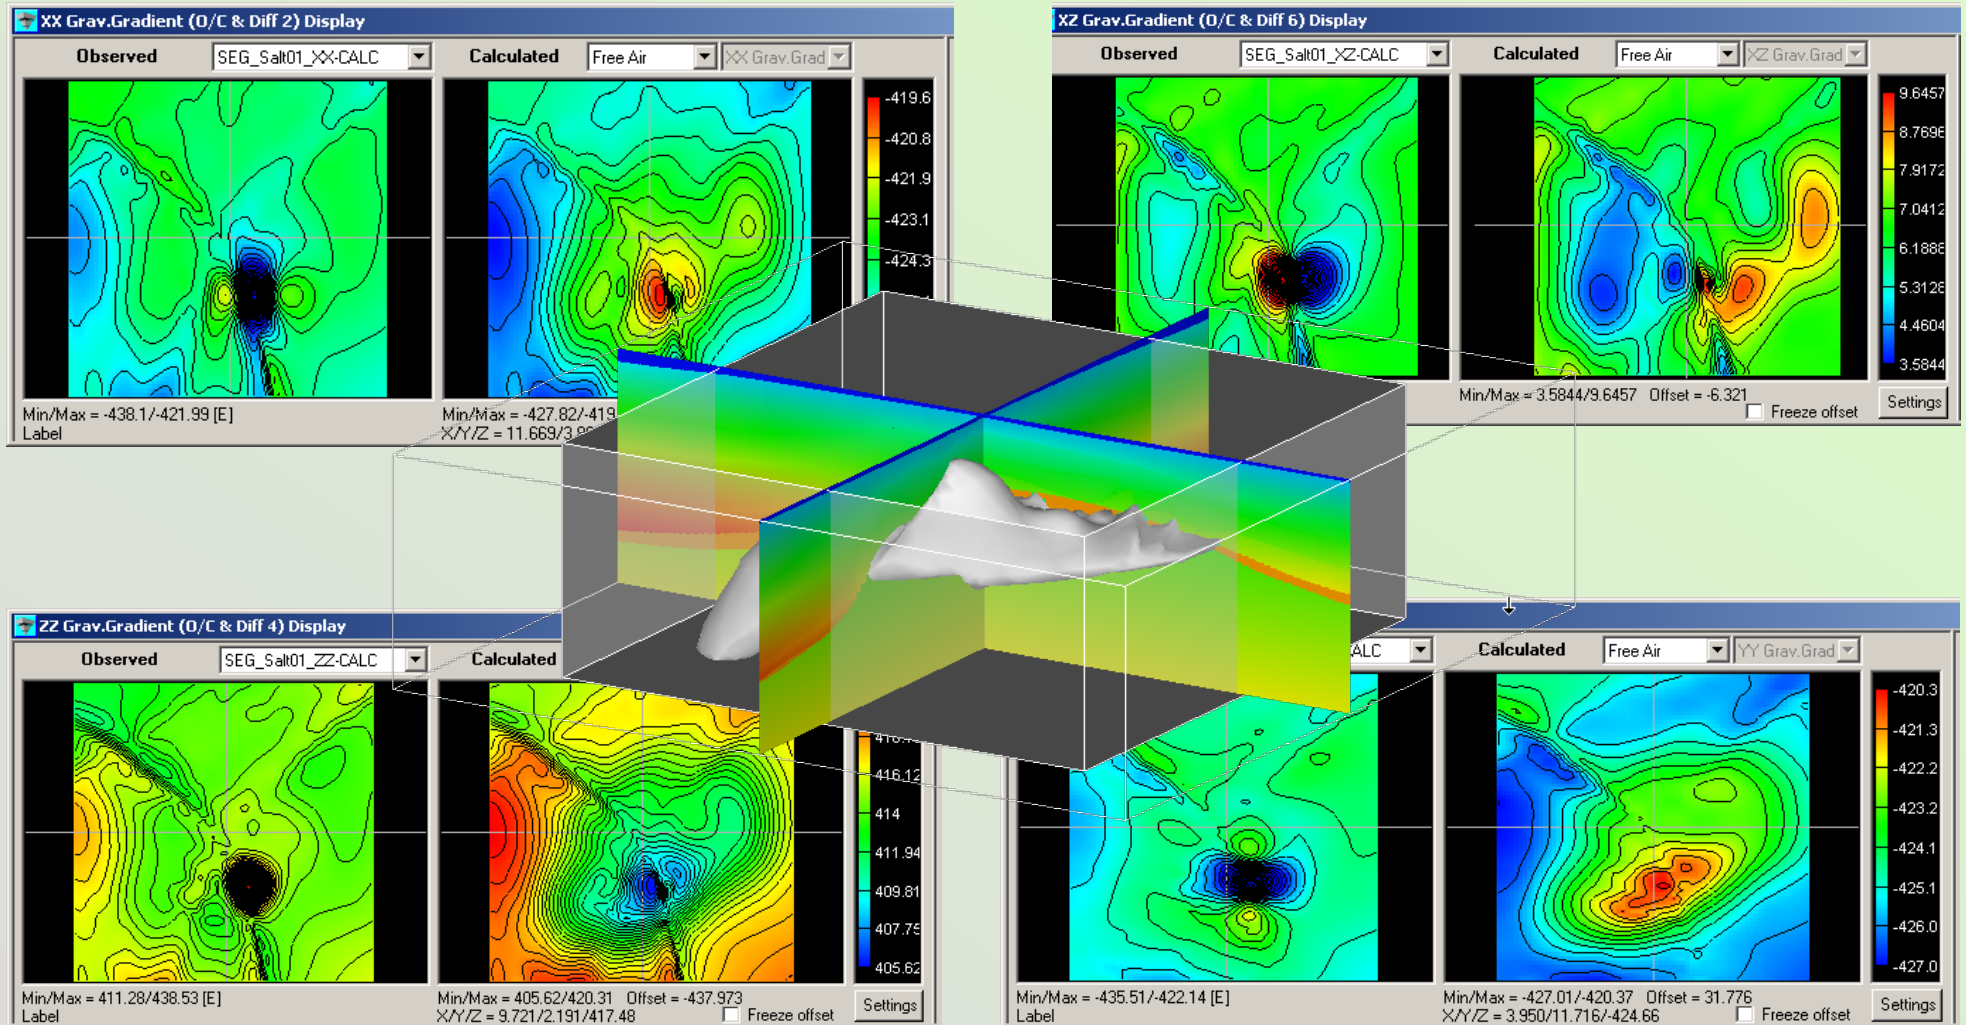 XX Grav.Gradient (O/C & Diff 2) Display
Observed SEG_Salt01_XX-CALC Calculated Free Air XX Grav.Grad
-419.6
-420.8
-421.9
-423.1
-424.3
Min/Max = -438.1/-421.99 [E]
Label
Min/Max = -427.82/-419
X/Y/Z = 11.669/3.9
XZ Grav.Gradient (O/C & Diff 6) Display
Observed SEG_Salt01_XZ-CALC Calculated Free Air XZ Grav.Grad
9.6457
8.7696
7.9172
7.0412
6.1886
5.3126
4.4604
3.5844
Min/Max = 3.5844/9.6457 Offset = -6.321
Freeze offset
Settings
ZZ Grav.Gradient (O/C & Diff 4) Display
Observed SEG_Salt01_ZZ-CALC Calculated
416.12
414
411.94
409.81
407.75
405.62
Min/Max = 411.28/438.53 [E]
Label
Min/Max = 405.62/420.31 Offset = -437.973
X/Y/Z = 9.721/2.191/417.48
Freeze offset
Settings
ALC Calculated Free Air YY Grav.Grad
-420.3
-421.3
-422.2
-423.2
-424.1
-425.1
-426.0
-427.0
Min/Max = -435.51/-422.14 [E]
Label
Min/Max = -427.01/-420.37 Offset = 31.776
X/Y/Z = 3.950/11.716/-424.66
Freeze offset
Settings